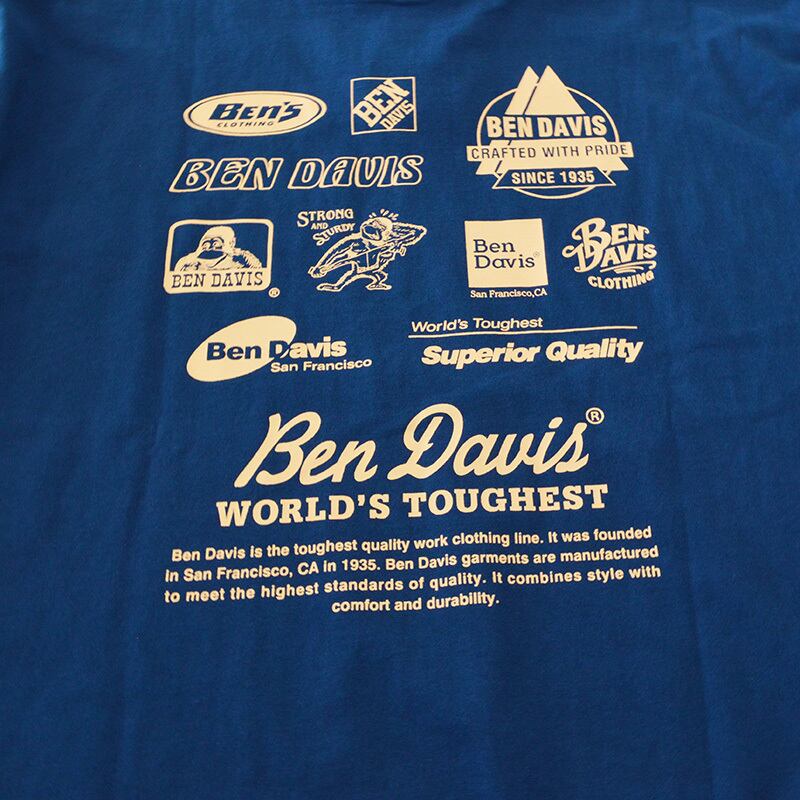 BEN'S
CLOTHING
BEN
DAVIS
BEN DAVIS
CRAFTED WITH PRIDE
SINCE 1935
BEN DAVIS
BEN DAVIS
®
STRONG
AND
STURDY
Ben
Davis®
San Francisco, CA
BEN
DAVIS
CLOTHING
Ben Davis
San Francisco
World's Toughest
Superior Quality
Ben Davis®
WORLD'S TOUGHEST
Ben Davis is the toughest quality work clothing line. It was founded
in San Francisco, CA in 1935. Ben Davis garments are manufactured
to meet the highest standards of quality. It combines style with
comfort and durability.